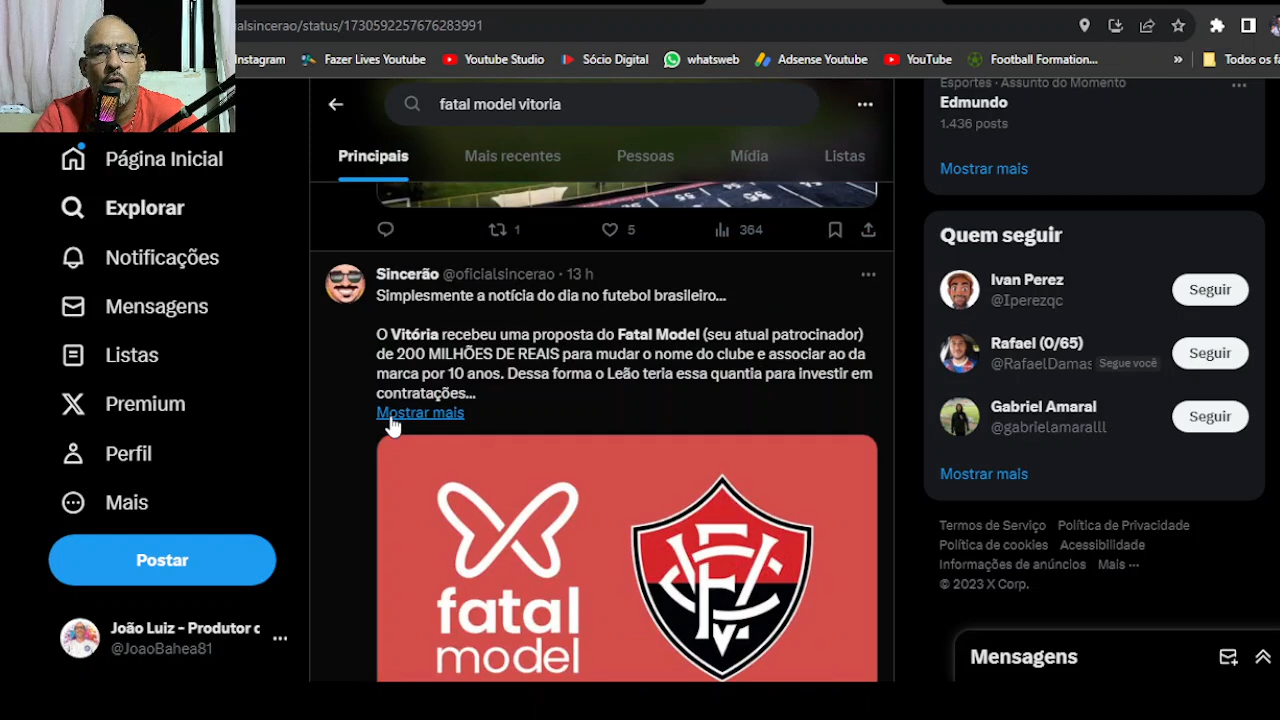 ialsincerao/status/1730592257676283991
nstagram
Fazer Lives Youtube
Youtube Studio
Sócio Digital
whatsweb
Adsense Youtube
YouTube
Football Formation...
»
Todos os fa
fatal model vitoria
Principais
Mais recentes
Pessoas
Mídia
Listas
Página Inicial
Explorar
Notificações
Mensagens
Listas
Premium
Perfil
Mais
Postar
João Luiz - Produtor c
@JoaoBahea81
1
5
364
Sincerão @oficialsincerao · 13 h
Simplesmente a notícia do dia no futebol brasileiro...
O Vitória recebeu uma proposta do Fatal Model (seu atual patrocinador)
de 200 MILHÕES DE REAIS para mudar o nome do clube e associar ao da
marca por 10 anos. Dessa forma o Leão teria essa quantia para investir em
contratações...
Mostrar mais
fatal
model
Esportes · Assunto do Momento
Edmundo
1.436 posts
Mostrar mais
Quem seguir
Ivan Perez
@Iperezqc
Seguir
Rafael (0/65)
@RafaelDamas
Segue você
Seguir
Gabriel Amaral
@gabrielamaralll
Seguir
Mostrar mais
Termos de Serviço Política de Privacidade
Política de cookies Acessibilidade
Informações de anúncios Mais ···
© 2023 X Corp.
Mensagens